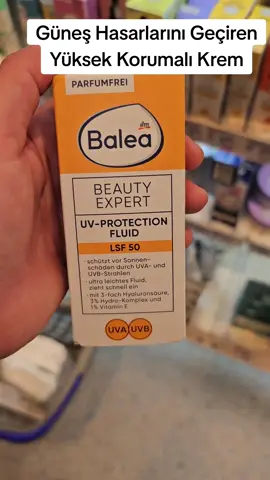 Güneş Hasarlarını Geçiren
Yüksek Korumalı Krem
PARFUMFREI
dm
Balea
BEAUTY
EXPERT
UV-PROTECTION
FLUID
LSF 50
· schützt vor Sonnen-
schäden durch UVA- und
UVB-Strahlen
· ultra leichtes Fluid,
zieht schnell ein
· mit 3-fach Hyaluronsäure,
3% Hydro-Komplex und
1% Vitamin E
UVA UVB